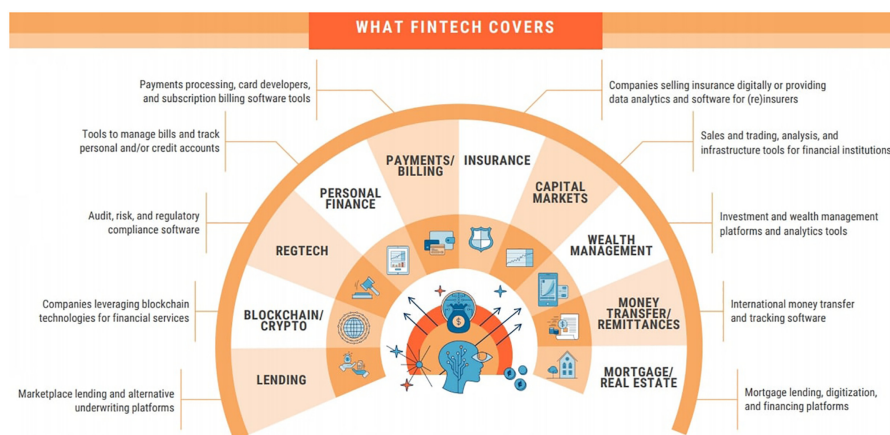 WHAT FINTECH COVERS
Payments processing, card developers,
and subscription billing software tools
Companies selling insurance digitally or providing
data analytics and software for (re)insurers
Tools to manage bills and track
personal and/or credit accounts
Sales and trading, analysis, and
infrastructure tools for financial institutions
Audit, risk, and regulatory
compliance software
Investment and wealth management
platforms and analytics tools
Companies leveraging blockchain
technologies for financial services
International money transfer
and tracking software
Marketplace lending and alternative
underwriting platforms
Mortgage lending, digitization,
and financing platforms
LENDING
BLOCKCHAIN/
CRYPTO
REGTECH
PERSONAL
FINANCE
PAYMENTS/
BILLING
INSURANCE
CAPITAL
MARKETS
WEALTH
MANAGEMENT
MONEY
TRANSFER/
REMITTANCES
MORTGAGE/
REAL ESTATE
$